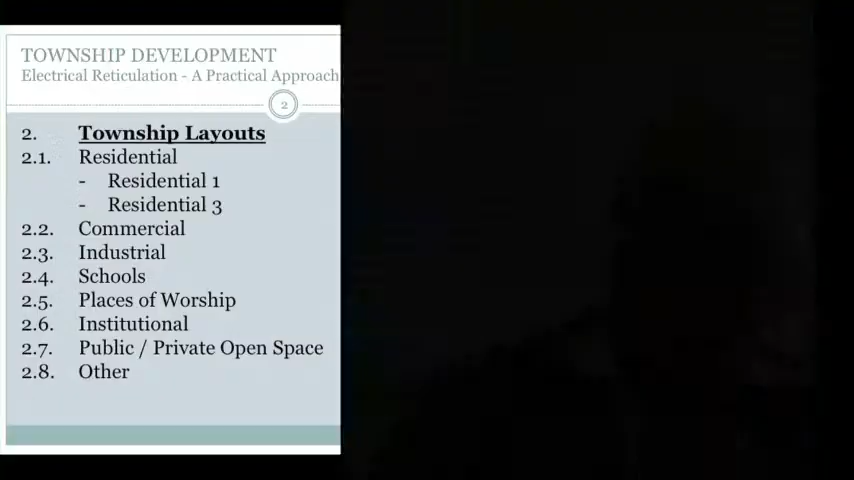 TOWNSHIP DEVELOPMENT
Electrical Reticulation - A Practical Approach
2
2. Township Layouts
2.1. Residential
- Residential 1
- Residential 3
2.2. Commercial
2.3. Industrial
2.4. Schools
2.5. Places of Worship
2.6. Institutional
2.7. Public / Private Open Space
2.8. Other